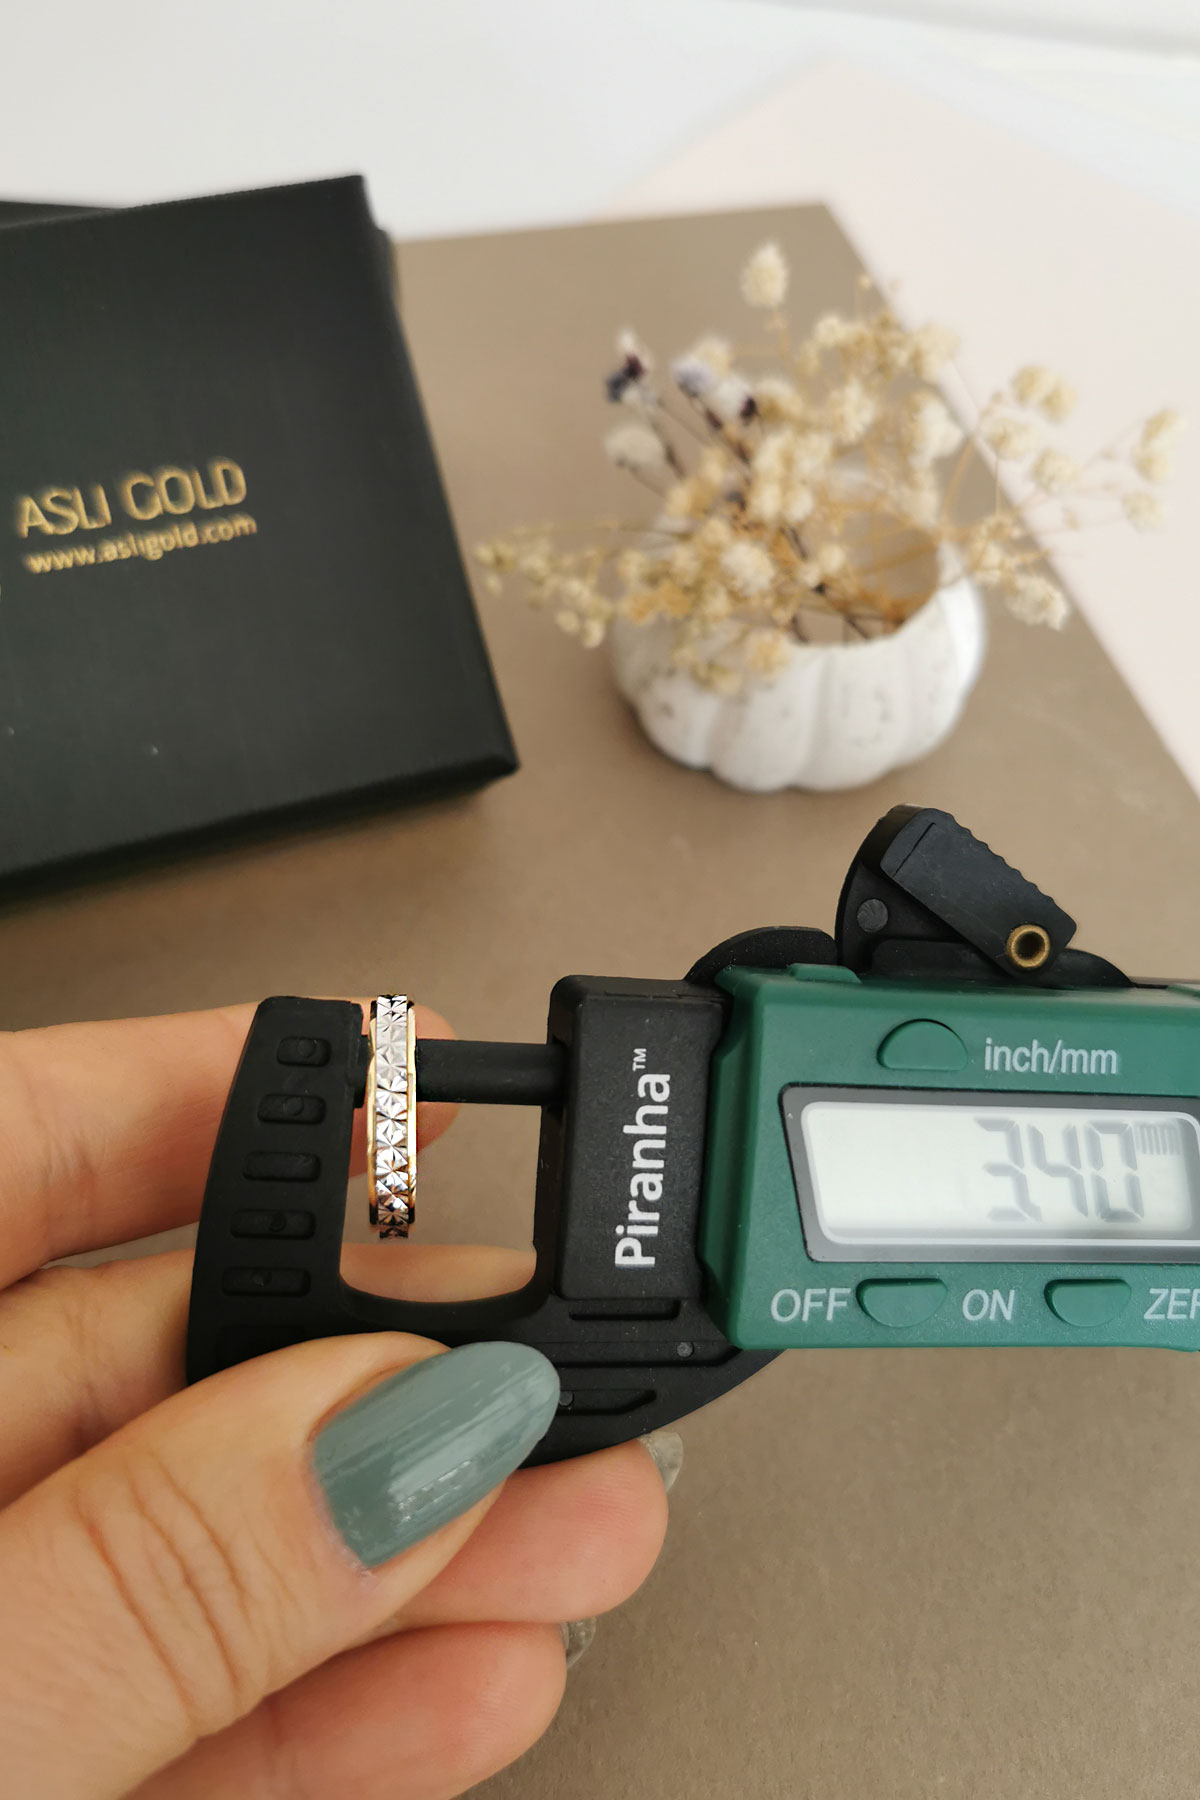 ASLI GOLD
www.asligold.com
Piranha™
inch/mm
3.40 mm
OFF
ON